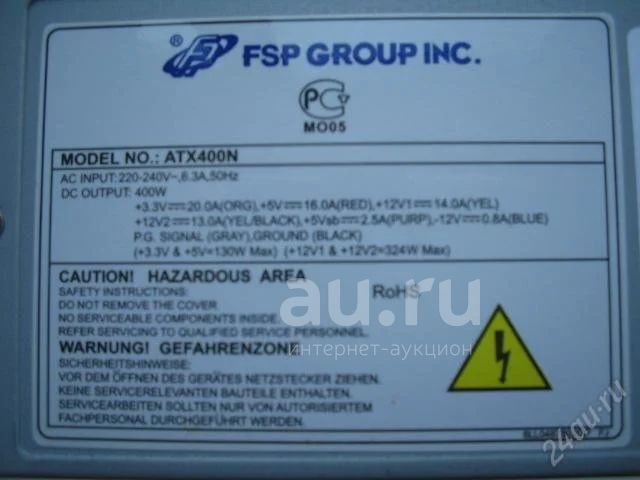 ® FSP GROUP INC.
PC
MO05
MODEL NO.: ATX400N
AC INPUT: 220-240V~,6.3A,50Hz
DC OUTPUT: 400W
+3.3V⎓20.0A(ORG),+5V⎓16.0A(RED),+12V1⎓14.0A(YEL)
+12V2⎓13.0A(YEL/BLACK),+5Vsb⎓2.5A(PURP),-12V⎓0.8A(BLUE)
P.G. SIGNAL (GRAY),GROUND (BLACK)
(+3.3V & +5V=130W Max) (+12V1 & +12V2=324W Max)
CAUTION! HAZARDOUS AREA
SAFETY INSTRUCTIONS:
DO NOT REMOVE THE COVER
NO SERVICEABLE COMPONENTS INSIDE.
REFER SERVICING TO QUALIFIED SERVICE PERSONNEL.
RoHS
au.ru
интернет-аукцион
WARNUNG! GEFAHRENZONE
SICHERHEITSHINWEISE:
VOR DEM ÖFFNEN DES GERÄTES NETZSTECKER ZIEHEN.
KEINE SERVICERELEVANTEN BAUTEILE ENTHALTEN.
SERVICEARBEITEN SOLLTEN NUR VON AUTORISIERTEM
FACHPERSONAL DURCHGEFÜHRT WERDEN.
24au.ru